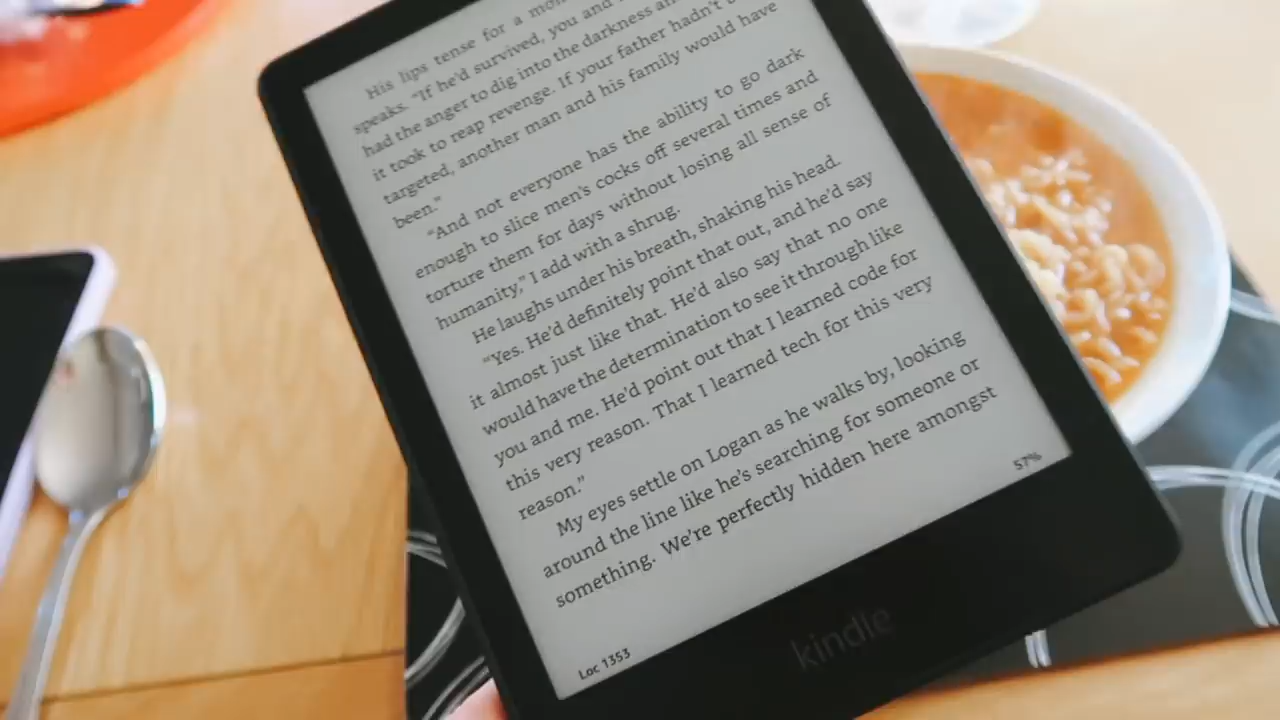 His lips tense for a
speaks. "If he'd survived, you and
had the anger to dig into the darkness
it took to reap revenge. If your father hadn't
targeted, another man and his family would have
been."
"And not everyone has the ability to go dark
enough to slice men's cocks off several times and
torture them for days without losing all sense of
humanity," I add with a shrug.
He laughs under his breath, shaking his head.
"Yes. He'd definitely point that out, and he'd say
it almost just like that. He'd also say that no one
would have the determination to see it through like
you and me. He'd point out that I learned code for
this very reason. That I learned tech for this very
reason."
My eyes settle on Logan as he walks by, looking
around the line like he's searching for someone or
something. We're perfectly hidden here amongst
Loc 1353 57%
kindle